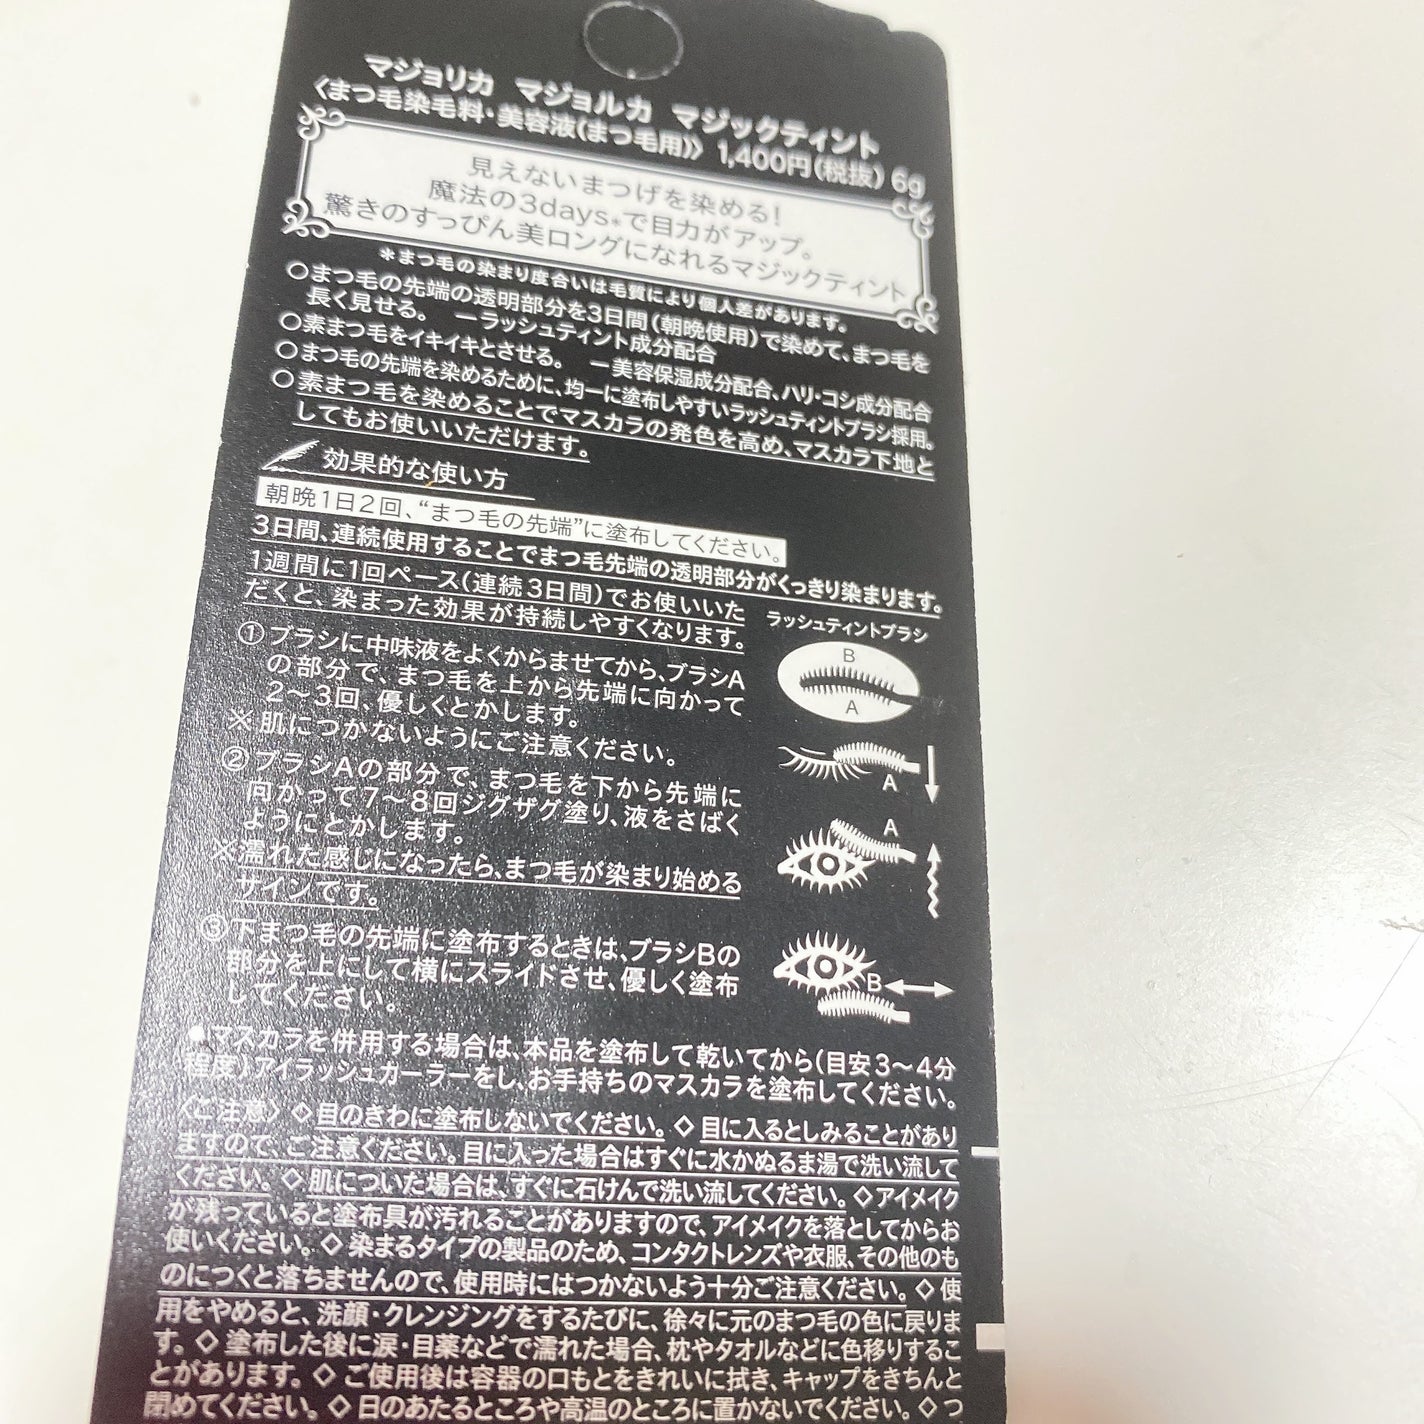 マジョリカ マジョルカ マジックティント
〈まつ毛染毛料・美容液(まつ毛用)〉 1,400円(税抜) 6g
見えないまつげを染める!
魔法の3days*で目力がアップ。
驚きのすっぴん美ロングになれるマジックティント
*まつ毛の染まり度合いは毛質により個人差があります。
○まつ毛の先端の透明部分を3日間(朝晩使用)で染めて、まつ毛を
長く見せる。 ーラッシュティント成分配合
○素まつ毛をイキイキとさせる。 ー美容保湿成分配合、ハリ・コシ成分配合
○まつ毛の先端を染めるために、均一に塗布しやすいラッシュティントブラシ採用。
○素まつ毛を染めることでマスカラの発色を高め、マスカラ下地と
してもお使いいただけます。
効果的な使い方
朝晩1日2回、“まつ毛の先端”に塗布してください。
3日間、連続使用することでまつ毛先端の透明部分がくっきり染まります。
1週間に1回ペース(連続3日間)でお使いいた
だくと、染まった効果が持続しやすくなります。
ラッシュティントブラシ
B
A
①ブラシに中味液をよくからませてから、ブラシA
の部分で、まつ毛を上から先端に向かって
2〜3回、優しくとかします。
※肌につかないようにご注意ください。
A
②ブラシAの部分で、まつ毛を下から先端に
向かって7〜8回ジグザグ塗り、液をさばく
ようにとかします。
※濡れた感じになったら、まつ毛が染まり始める
サインです。
A
③下まつ毛の先端に塗布するときは、ブラシBの
部分を上にして横にスライドさせ、優しく塗布
してください。
B
●マスカラを併用する場合は、本品を塗布して乾いてから(目安3〜4分
程度)アイラッシュカーラーをし、お手持ちのマスカラを塗布してください。
〈ご注意〉◇目のきわに塗布しないでください。◇目に入るとしみることがあり
ますので、ご注意ください。目に入った場合はすぐに水かぬるま湯で洗い流して
ください。◇肌についた場合は、すぐに石けんで洗い流してください。◇アイメイク
が残っていると塗布具が汚れることがありますので、アイメイクを落としてからお
使いください。◇染まるタイプの製品のため、コンタクトレンズや衣服、その他のも
のにつくと落ちませんので、使用時にはつかないよう十分ご注意ください。◇使
用をやめると、洗顔・クレンジングをするたびに、徐々に元のまつ毛の色に戻りま
す。◇塗布した後に涙・目薬などで濡れた場合、枕やタオルなどに色移りするこ
とがあります。◇ご使用後は容器の口もとをきれいに拭き、キャップをきちんと
閉めてください。◇日のあたるところや高温のところに置かないでください。◇つ